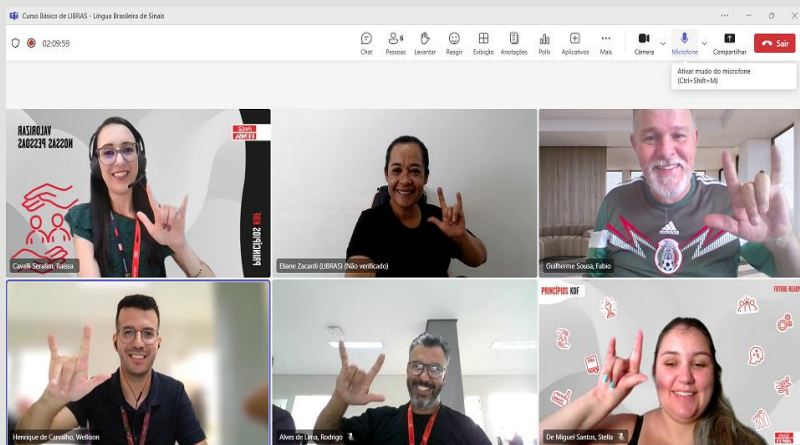 Curso Básico de LIBRAS - Língua Brasileira de Sinais
02:09:59
Chat
6
Pessoas
Levantar
Reagir
Exibição
Anotações
Polls
Aplicativos
Mais
Câmera
Microfone
Compartilhar
Sair
Ativar mudo do microfone
(Ctrl+Shift+M)
VALORIZAR
NOSSAS PESSOAS
PRINCÍPIOS KOF
Cavalli Serafim, Raissa
Eliane Zacardi (LIBRAS) (Não verificado)
adidas
Guilherme Sousa, Fabio
PRINCÍPIOS KOF
FUTURE-READY
Henrique de Carvalho, Wellison
Alves de Lima, Rodrigo
De Miguel Santos, Stella